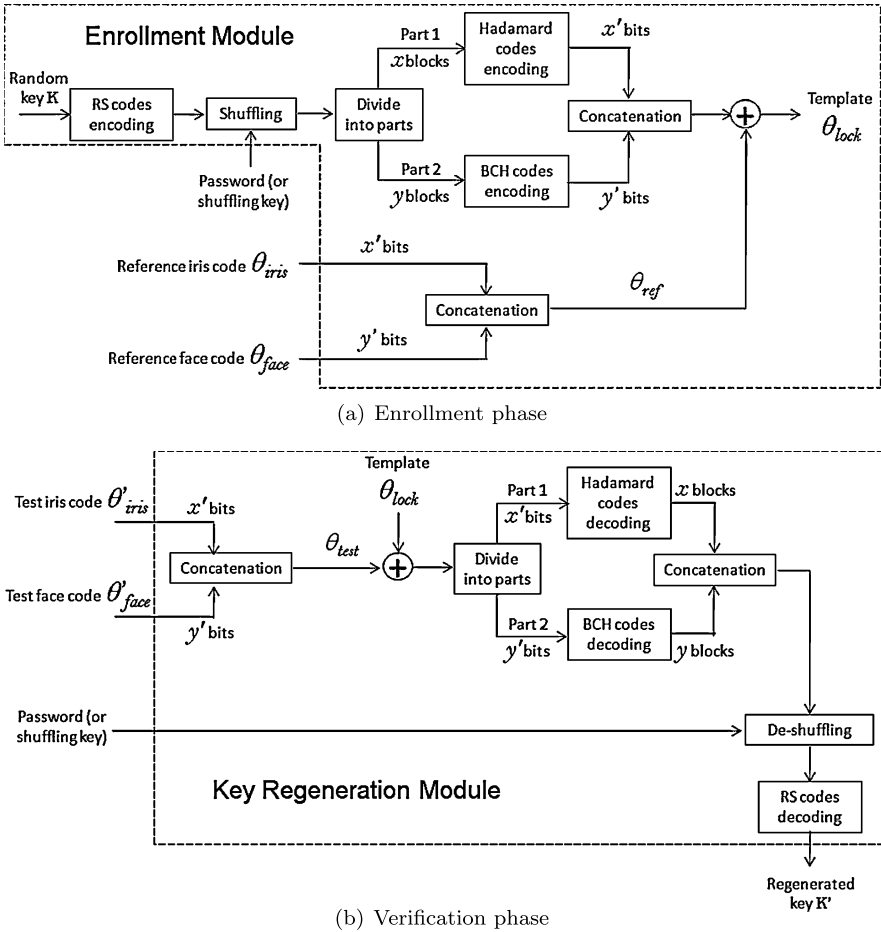 Enrollment Module
Random
key K
RS codes
encoding
Shuffling
Password (or
shuffling key)
Divide
into parts
Part 1
x blocks
Hadamard
codes
encoding
x' bits
Part 2
y blocks
BCH codes
encoding
y' bits
Concatenation
+
Template
θlock
Reference iris code θiris
x' bits
Reference face code θface
y' bits
Concatenation
θref
(a) Enrollment phase
Test iris code θ'iris
x' bits
Test face code θ'face
y' bits
Concatenation
θtest
Template
θlock
+
Divide
into parts
Part 1
x' bits
Hadamard
codes
decoding
x blocks
Part 2
y' bits
BCH codes
decoding
y blocks
Concatenation
Password (or
shuffling key)
De-shuffling
Key Regeneration Module
RS codes
decoding
Regenerated
key K'
(b) Verification phase